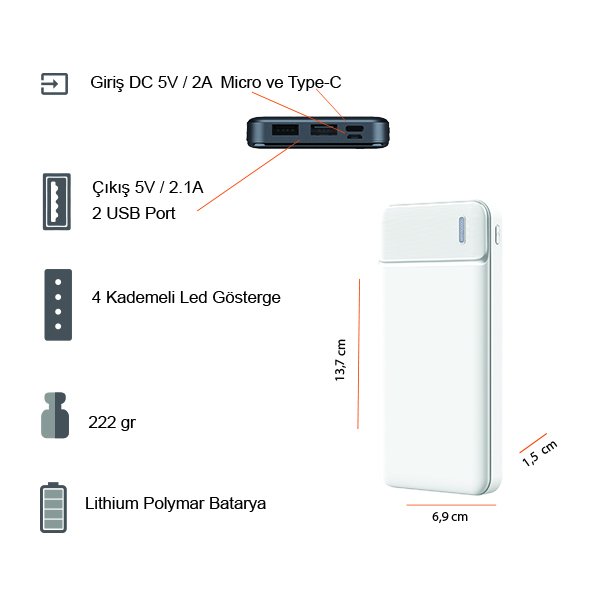 Giriş DC 5V / 2A  Micro ve Type-C
Çıkış 5V / 2.1A
2 USB Port
4 Kademeli Led Gösterge
13,7 cm
222 gr
1,5 cm
Lithium Polymar Batarya
6,9 cm